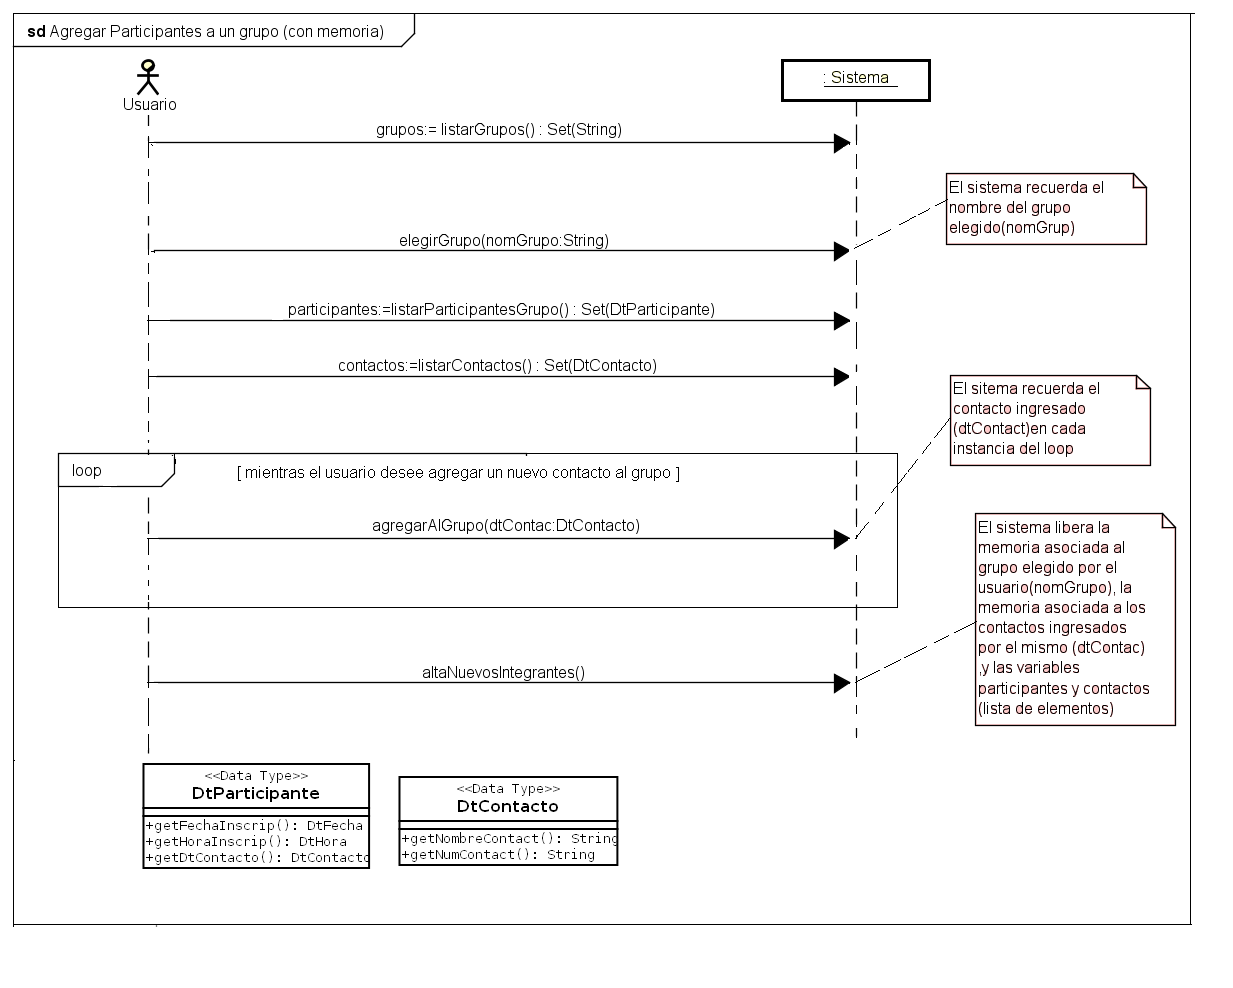 sd Agregar Participantes a un grupo (con memoria)
Usuario
: Sistema
grupos:= listarGrupos() : Set(String)
El sistema recuerda el
nombre del grupo
elegido(nomGrup)
elegirGrupo(nomGrupo:String)
participantes:=listarParticipantesGrupo() : Set(DtParticipante)
contactos:=listarContactos() : Set(DtContacto)
El sitema recuerda el
contacto ingresado
(dtContact)en cada
instancia del loop
loop
[ mientras el usuario desee agregar un nuevo contacto al grupo ]
agregarAlGrupo(dtContac:DtContacto)
El sistema libera la
memoria asociada al
grupo elegido por el
usuario(nomGrupo), la
memoria asociada a los
contactos ingresados
por el mismo (dtContac)
,y las variables
participantes y contactos
(lista de elementos)
altaNuevosIntegrantes()
<<Data Type>>
DtParticipante
+getFechaInscrip(): DtFecha
+getHoraInscrip(): DtHora
+getDtContacto(): DtContacto
<<Data Type>>
DtContacto
+getNombreContact(): String
+getNumContact(): String